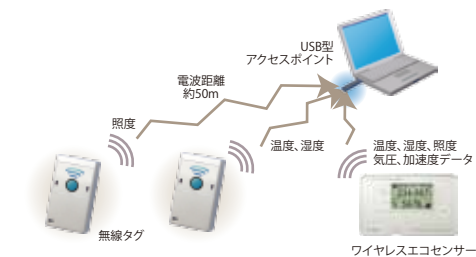 USB型
アクセスポイント
電波距離
約50m
照度
温度、湿度
温度、湿度、照度
気圧、加速度データ
無線タグ
ワイヤレスエコセンサー